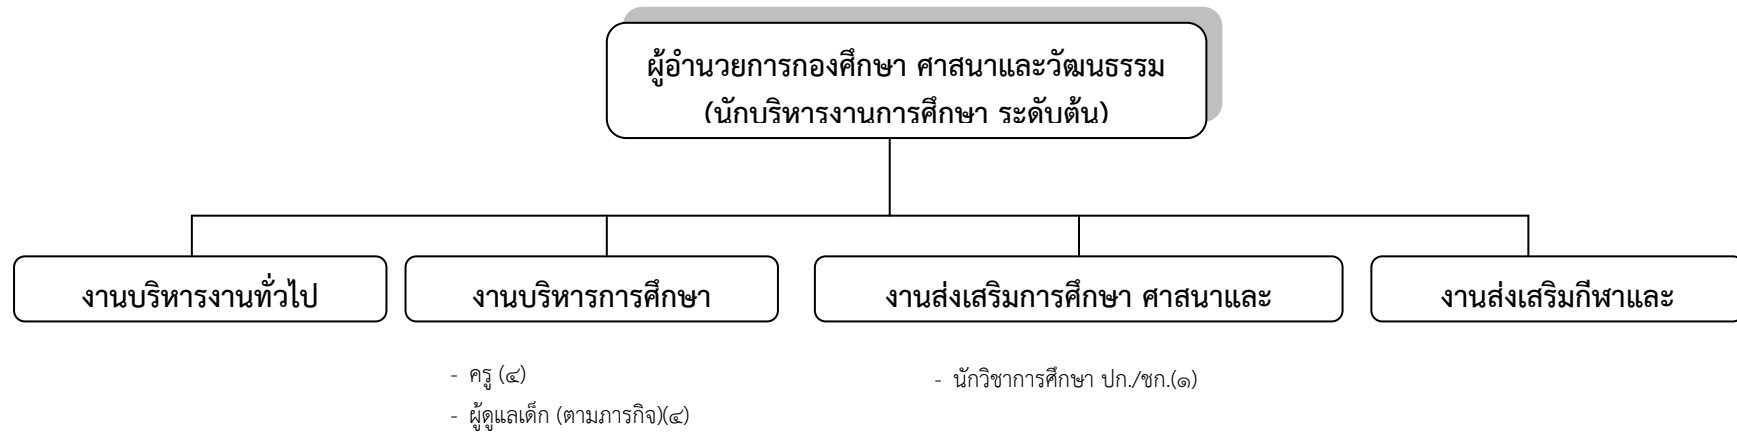 ผู้อำนวยการกองศึกษา ศาสนาและวัฒนธรรม
(นักบริหารงานการศึกษา ระดับต้น)
งานบริหารงานทั่วไป
งานบริหารการศึกษา
งานส่งเสริมการศึกษา ศาสนาและ
งานส่งเสริมกีฬาและ
- ครู (๔)
- ผู้ดูแลเด็ก (ตามภารกิจ)(๔)
- นักวิชาการศึกษา ปก./ชก.(๑)